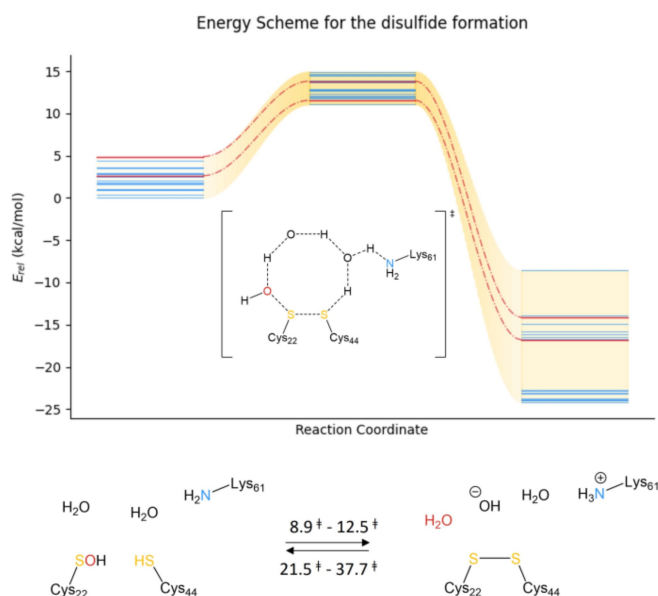 Energy Scheme for the disulfide formation
15
10
5
0
−5
−10
−15
−20
−25
E_rel (kcal/mol)
‡
O H
H O H Lys61
N
H2
H O H
S S
Cys22 Cys44
Reaction Coordinate
H2O H2O H2N Lys61
SOH HS
Cys22 Cys44
8.9 ‡ - 12.5 ‡
21.5 ‡ - 37.7 ‡
H2O ⊖OH H2O H3N⊕ Lys61
S S
Cys22 Cys44